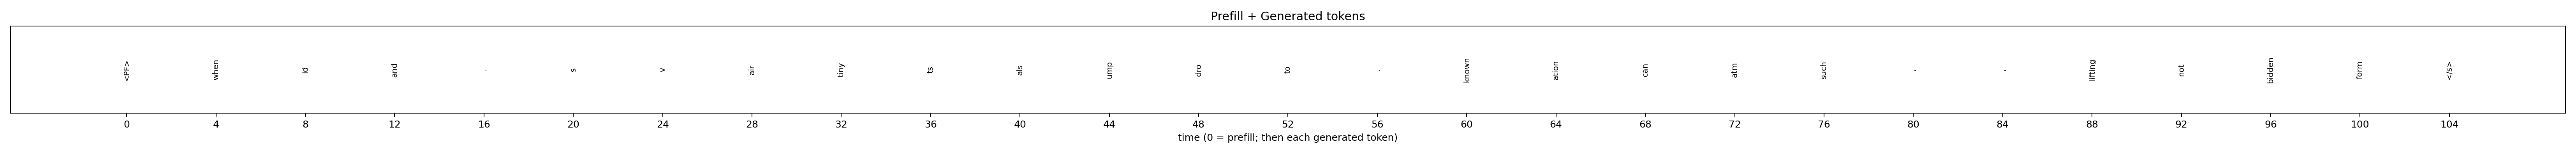 Prefill + Generated tokens
<PF> when id and . s v air tiny ts als ump dro to . known ation can atm such - - lifting not bidden form </s>
0 4 8 12 16 20 24 28 32 36 40 44 48 52 56 60 64 68 72 76 80 84 88 92 96 100 104
time (0 = prefill; then each generated token)